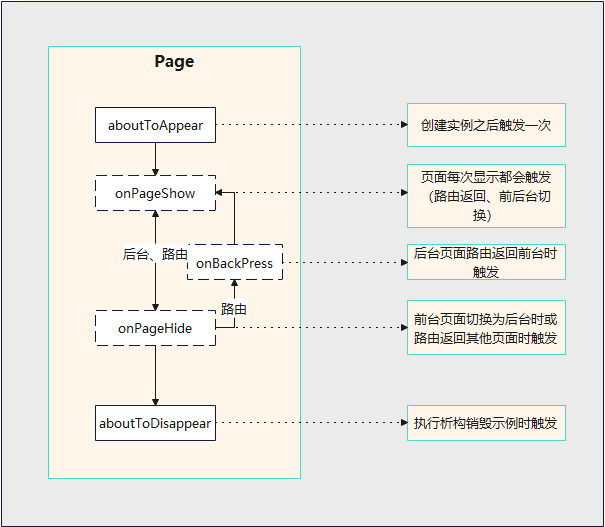 Page
aboutToAppear
创建实例之后触发一次
onPageShow
页面每次显示都会触发
（路由返回、前后台切
换）
后台、路由
onBackPress
后台页面路由返回前台时
触发
路由
onPageHide
前台页面切换为后台时或
路由返回其他页面时触发
aboutToDisappear
执行析构销毁示例时触发